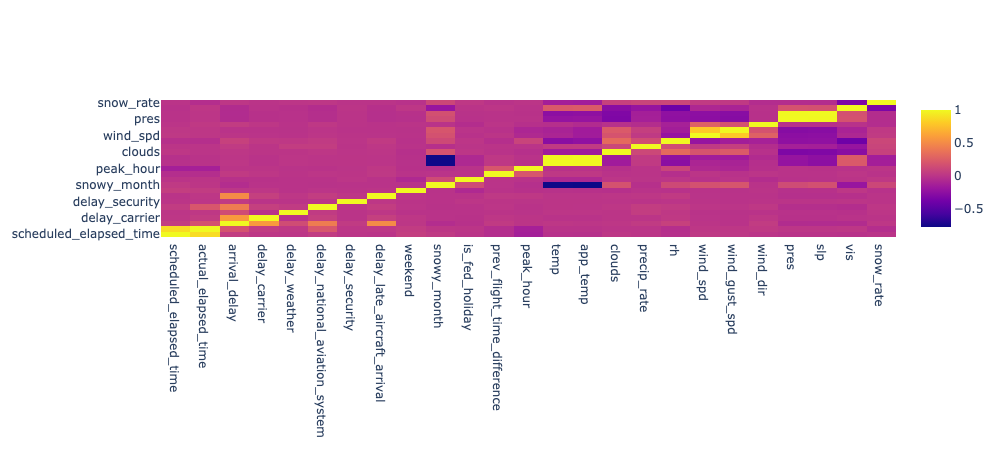 snow_rate
pres
wind_spd
clouds
peak_hour
snowy_month
delay_security
delay_carrier
scheduled_elapsed_time
scheduled_elapsed_time
actual_elapsed_time
arrival_delay
delay_carrier
delay_weather
delay_national_aviation_system
delay_security
delay_late_aircraft_arrival
weekend
snowy_month
is_fed_holiday
prev_flight_time_difference
peak_hour
temp
app_temp
clouds
precip_rate
rh
wind_spd
wind_gust_spd
wind_dir
pres
slp
vis
snow_rate
1
0.5
0
−0.5